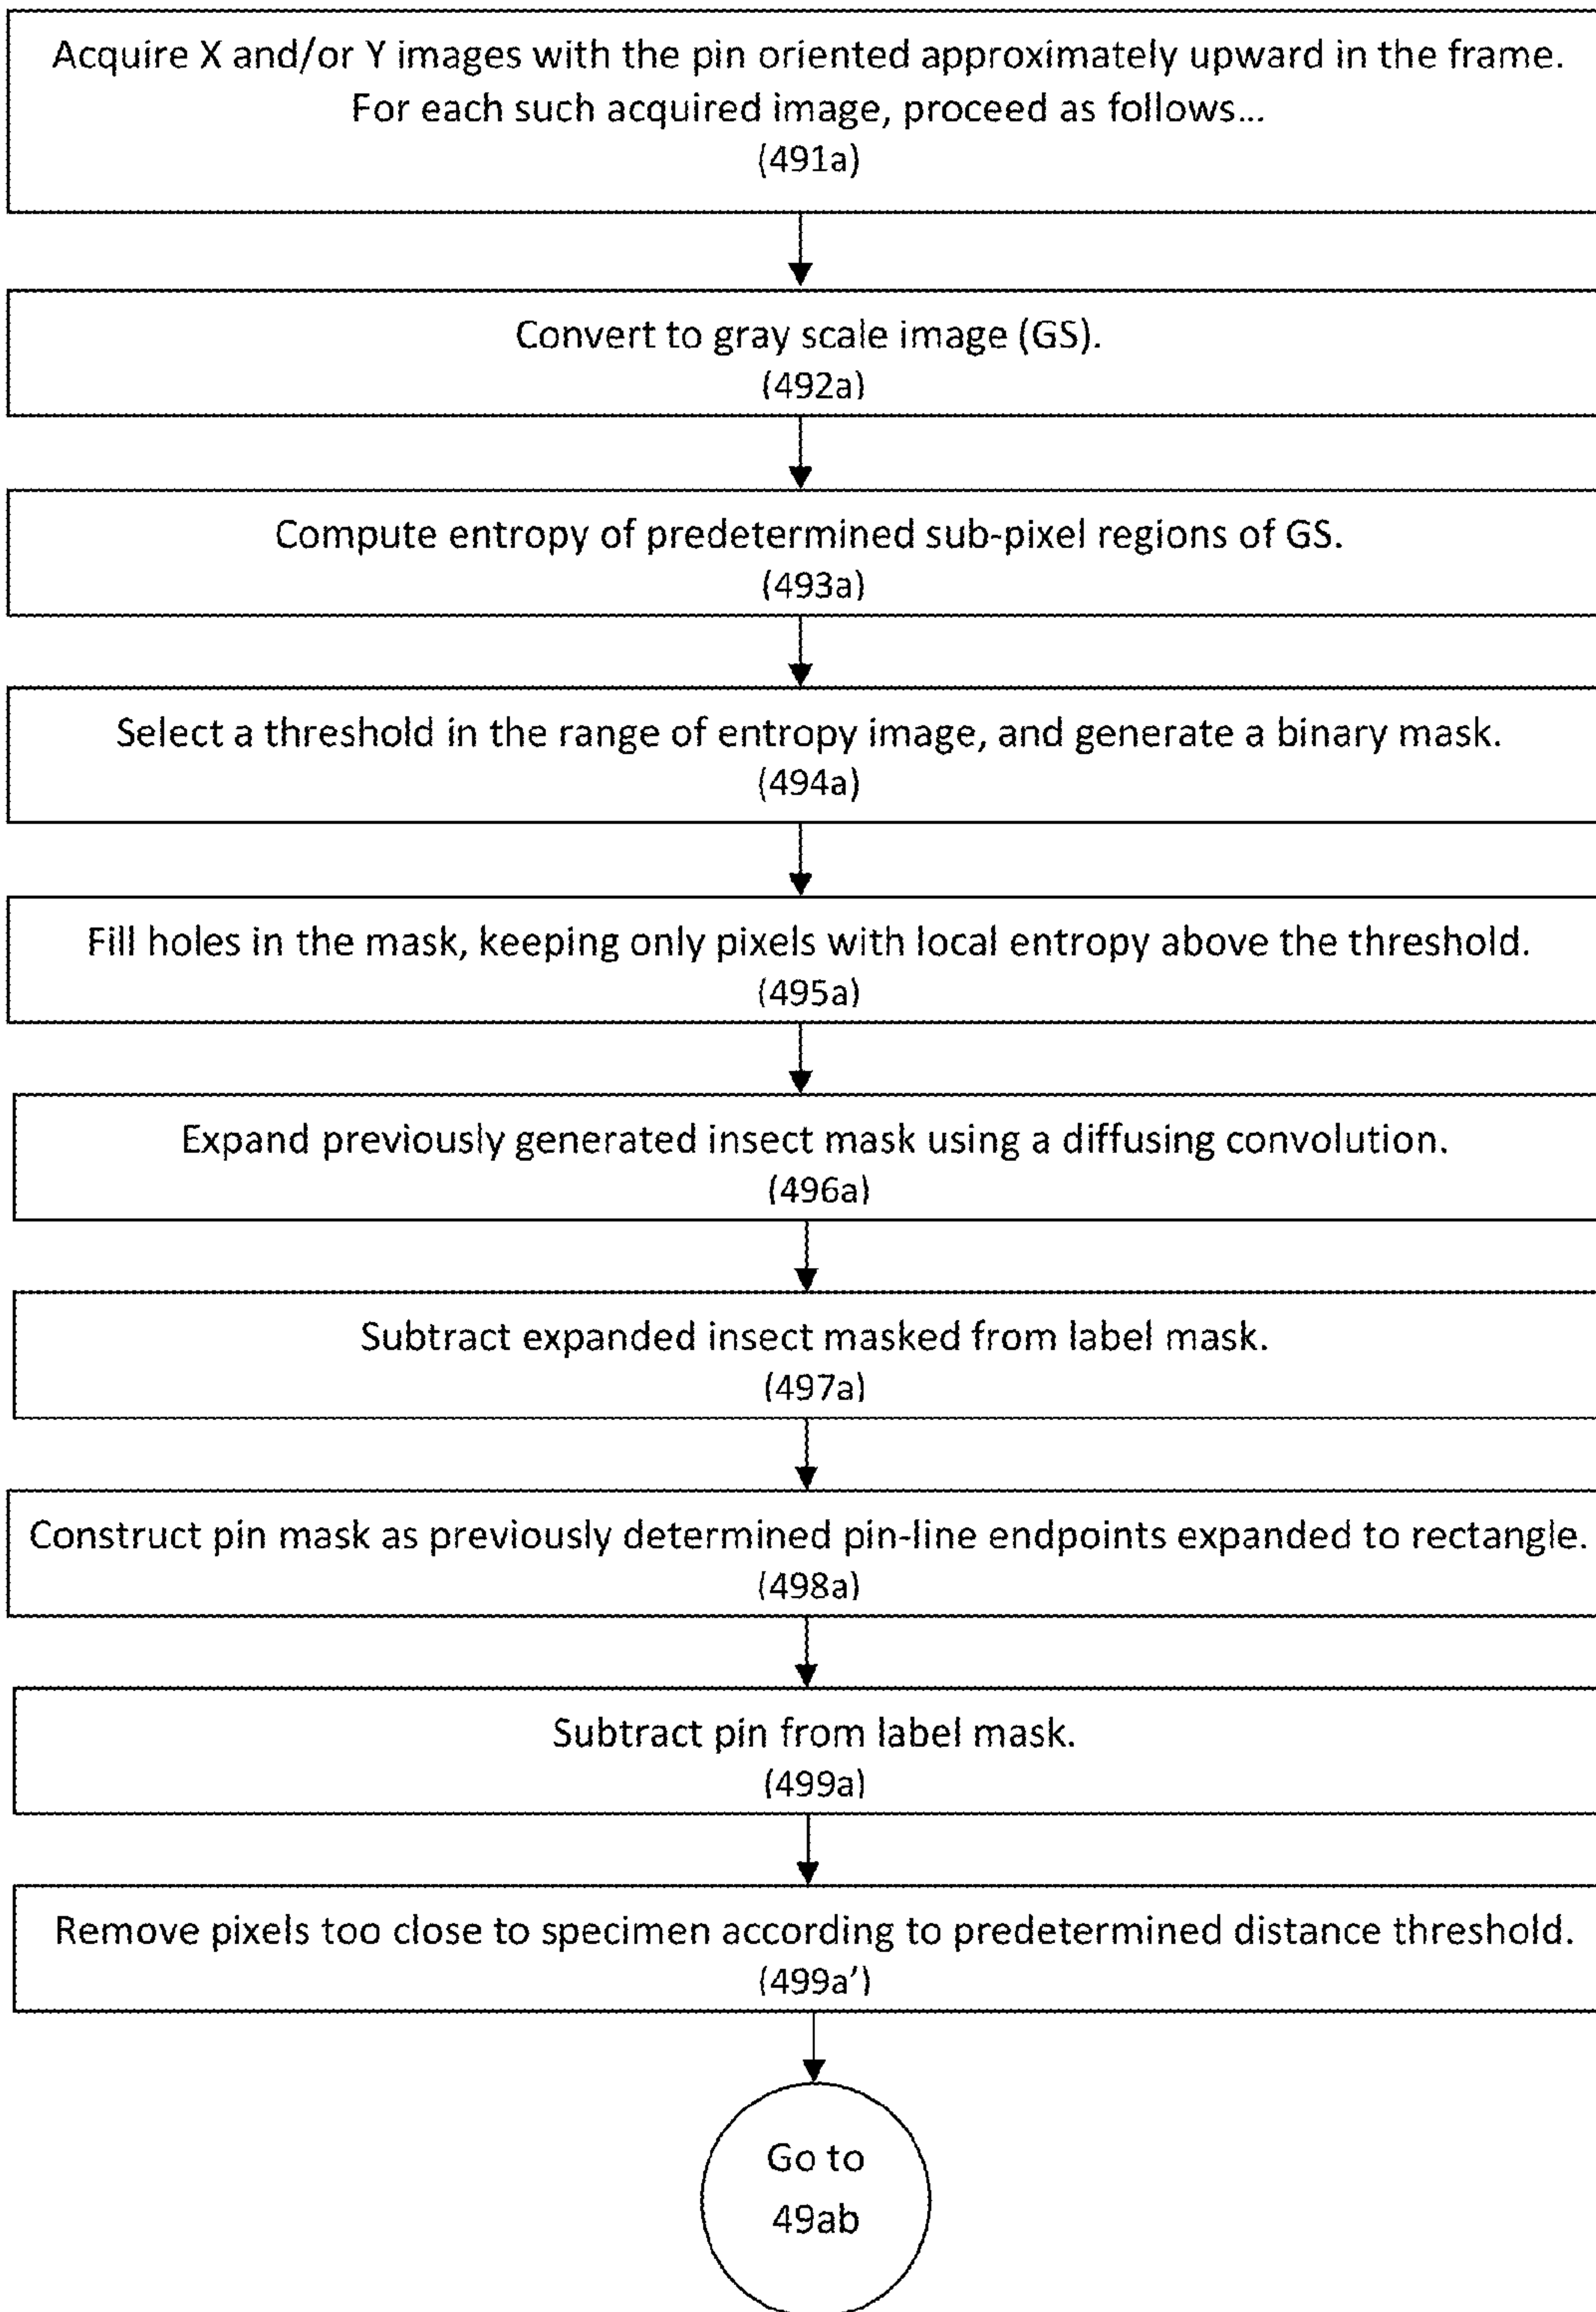 Acquire X and/or Y images with the pin oriented approximately upward in the frame.
For each such acquired image, proceed as follows...
(491a)
Convert to gray scale image (GS).
(492a)
Compute entropy of predetermined sub-pixel regions of GS.
(493a)
Select a threshold in the range of entropy image, and generate a binary mask.
(494a)
Fill holes in the mask, keeping only pixels with local entropy above the threshold.
(495a)
Expand previously generated insect mask using a diffusing convolution.
(496a)
Subtract expanded insect masked from label mask.
(497a)
Construct pin mask as previously determined pin-line endpoints expanded to rectangle.
(498a)
Subtract pin from label mask.
(499a)
Remove pixels too close to specimen according to predetermined distance threshold.
(499a’)
Go to
49ab